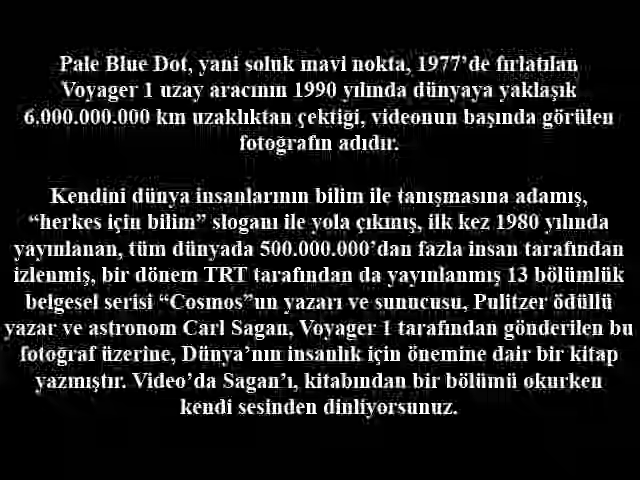 Pale Blue Dot, yani soluk mavi nokta, 1977’de fırlatılan
Voyager 1 uzay aracının 1990 yılında dünyaya yaklaşık
6.000.000.000 km uzaklıktan çektiği, videonun başında görülen
fotoğrafın adıdır.
Kendini dünya insanlarının bilim ile tanışmasına adamış,
“herkes için bilim” sloganı ile yola çıkmış, ilk kez 1980 yılında
yayınlanan, tüm dünyada 500.000.000’dan fazla insan tarafından
izlenmiş, bir dönem TRT tarafından da yayınlanmış 13 bölümlük
belgesel serisi “Cosmos”un yazarı ve sunucusu, Pulitzer ödüllü
yazar ve astronom Carl Sagan, Voyager 1 tarafından gönderilen bu
fotoğraf üzerine, Dünya’nın insanlık için önemine dair bir kitap
yazmıştır. Video’da Sagan’ı, kitabından bir bölümü okurken
kendi sesinden dinliyorsunuz.